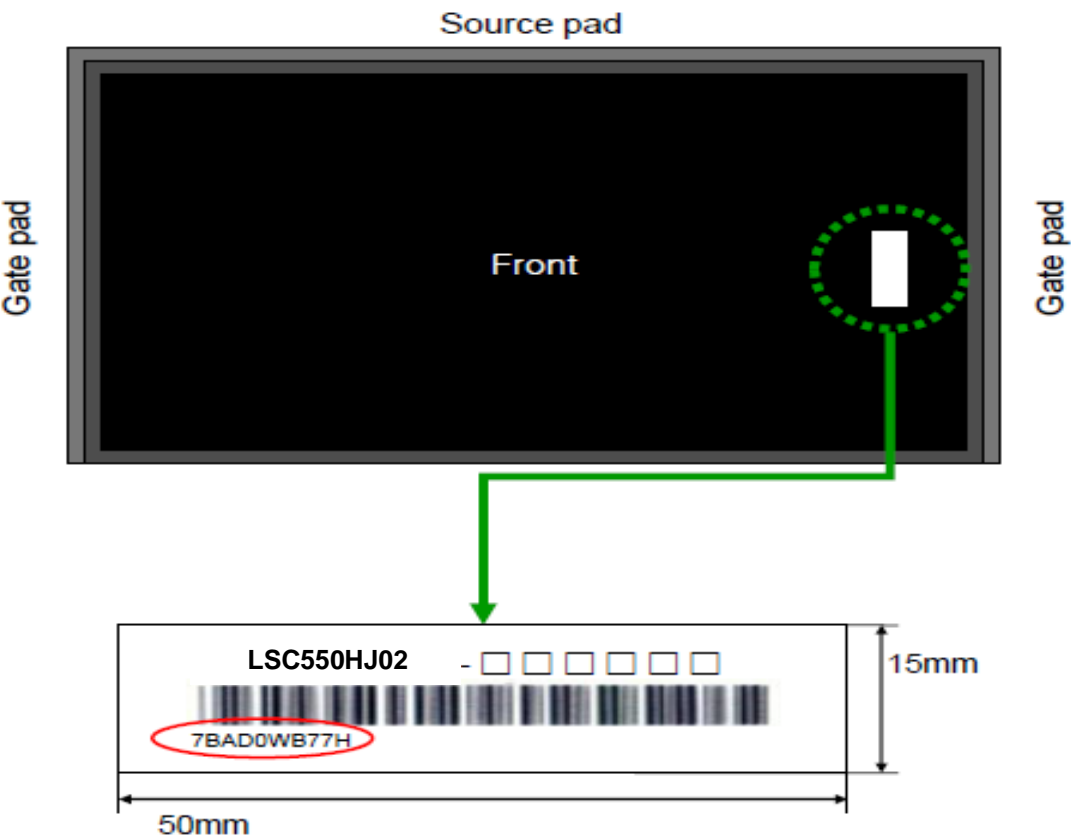 Source pad
Gate pad
Front
Gate pad
LSC550HJ02 -□□□□□□
7BAD0WB77H
15mm
50mm